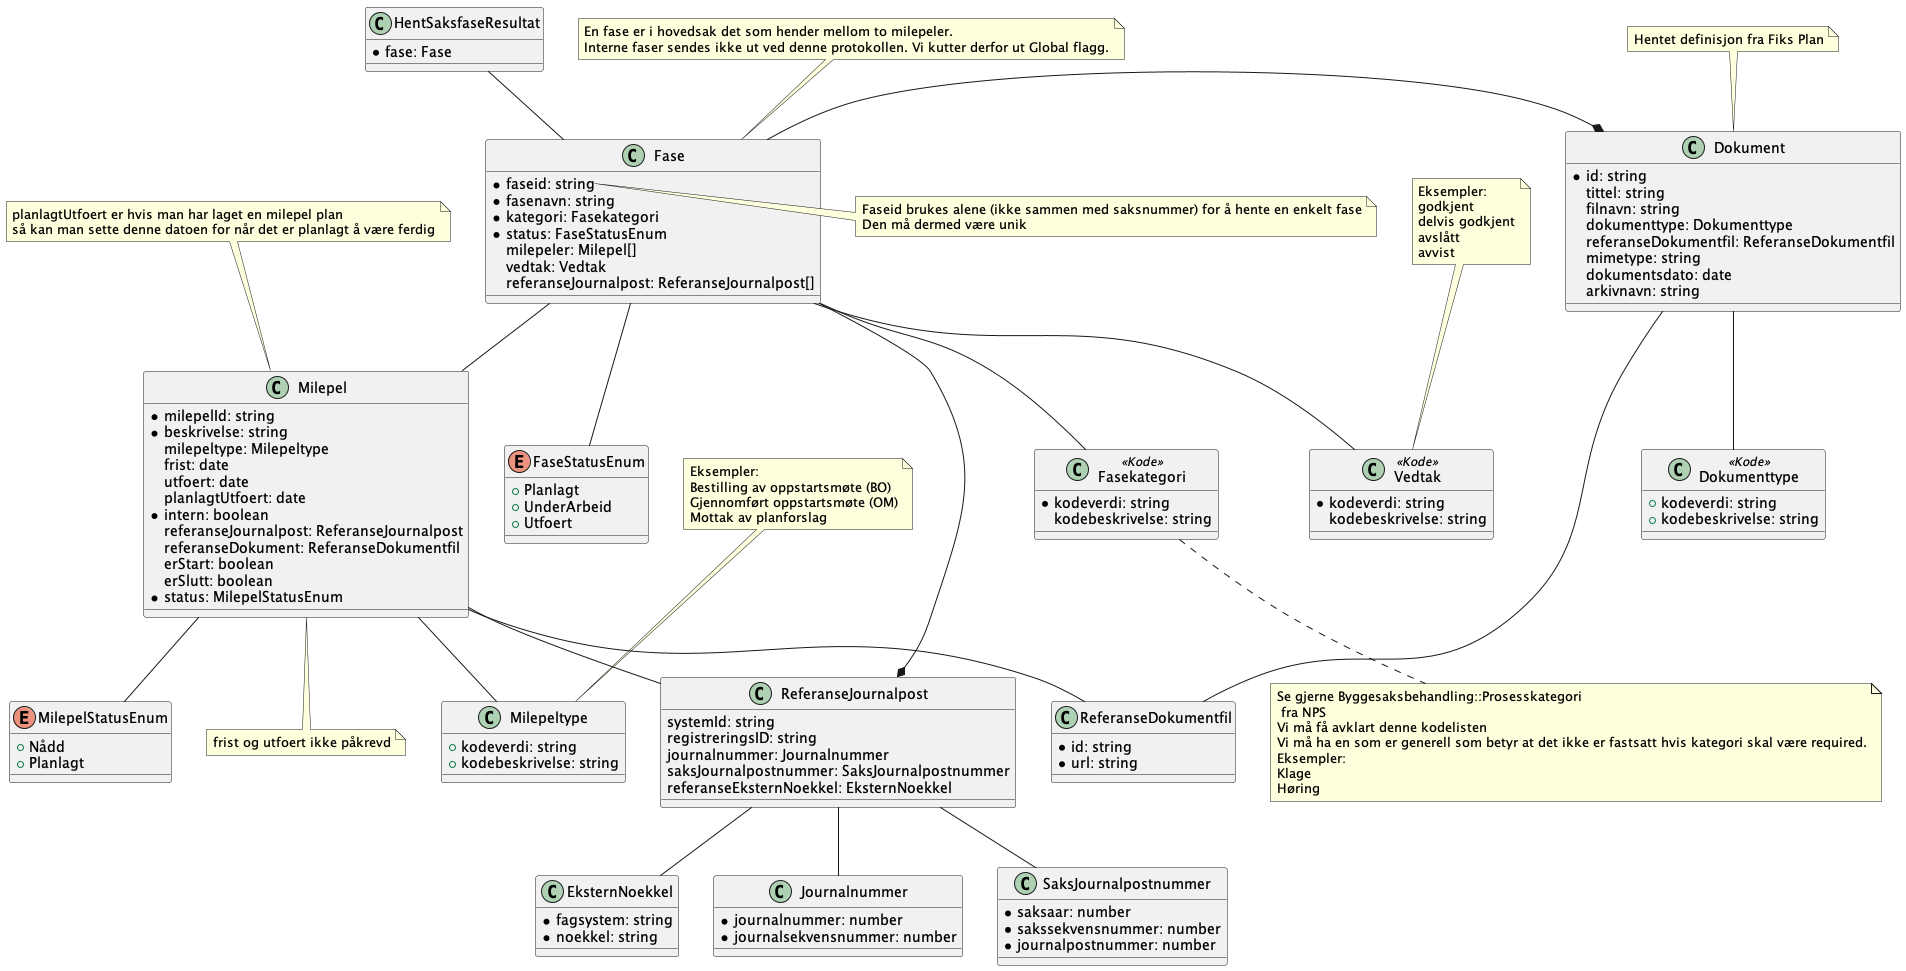 HentSaksfaseResultat
fase: Fase
En fase er i hovedsak det som hender mellom to milepeler.
Interne faser sendes ikke ut ved denne protokollen. Vi kutter derfor ut Global flagg.
Hentet definisjon fra Fiks Plan
Fase
faseid: string
fasenavn: string
kategori: Fasekategori
status: FaseStatusEnum
milepeler: Milepel[]
vedtak: Vedtak
referanseJournalpost: ReferanseJournalpost[]
Faseid brukes alene (ikke sammen med saksnummer) for å hente en enkelt fase
Den må dermed være unik
Eksempler:
godkjent
delvis godkjent
avslått
avvist
Dokument
id: string
tittel: string
filnavn: string
dokumenttype: Dokumenttype
referanseDokumentfil: ReferanseDokumentfil
mimetype: string
dokumentsdato: date
arkivnavn: string
planlagtUtfoert er hvis man har laget en milepel plan
så kan man sette denne datoen for når det er planlagt å være ferdig
Milepel
milepelId: string
beskrivelse: string
milepeltype: Milepeltype
frist: date
utfoert: date
planlagtUtfoert: date
intern: boolean
referanseJournalpost: ReferanseJournalpost
referanseDokument: ReferanseDokumentfil
erStart: boolean
erSlutt: boolean
status: MilepelStatusEnum
FaseStatusEnum
Planlagt
UnderArbeid
Utfoert
Eksempler:
Bestilling av oppstartsmøte (BO)
Gjennomført oppstartsmøte (OM)
Mottak av planforslag
«Kode»
Fasekategori
kodeverdi: string
kodebeskrivelse: string
«Kode»
Vedtak
kodeverdi: string
kodebeskrivelse: string
«Kode»
Dokumenttype
kodeverdi: string
kodebeskrivelse: string
MilepelStatusEnum
Nådd
Planlagt
frist og utfoert ikke påkrevd
Milepeltype
kodeverdi: string
kodebeskrivelse: string
ReferanseJournalpost
systemId: string
registreringsID: string
journalnummer: Journalnummer
saksJournalpostnummer: SaksJournalpostnummer
referanseEksternNoekkel: EksternNoekkel
ReferanseDokumentfil
id: string
url: string
Se gjerne Byggesaksbehandling::Prosesskategori
fra NPS
Vi må få avklart denne kodelisten
Vi må ha en som er generell som betyr at det ikke er fastsatt hvis kategori skal være required.
Eksempler:
Klage
Høring
EksternNoekkel
fagsystem: string
noekkel: string
Journalnummer
journalnummer: number
journalsekvensnummer: number
SaksJournalpostnummer
saksaar: number
sakssekvensnummer: number
journalpostnummer: number